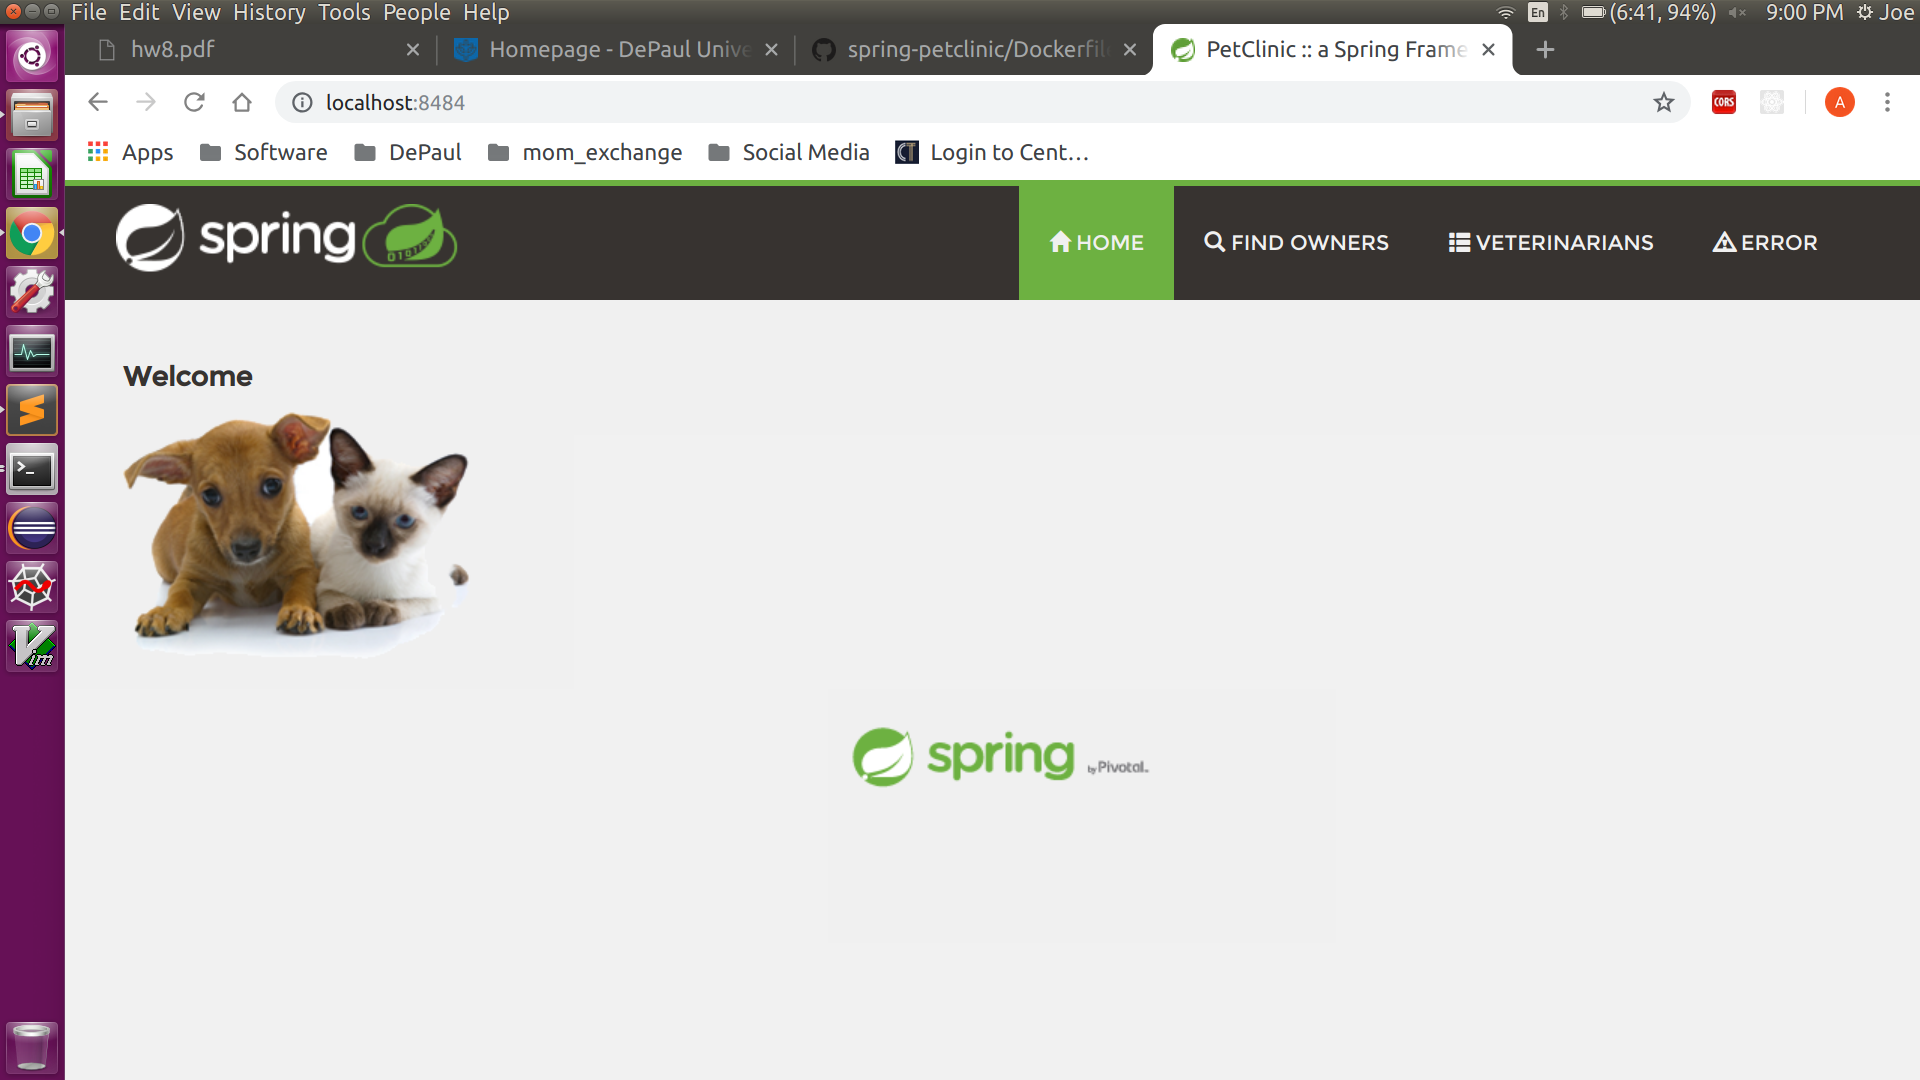 File Edit View History Tools People Help
En (6:41, 94%) 9:00 PM Joe
hw8.pdf
Homepage - DePaul Unive
spring-petclinic/Dockerfil
PetClinic :: a Spring Frame
localhost:8484
CORS
A
Apps Software DePaul mom_exchange Social Media CT Login to Cent...
spring
HOME FIND OWNERS VETERINARIANS ERROR
Welcome
spring by Pivotal
Vim